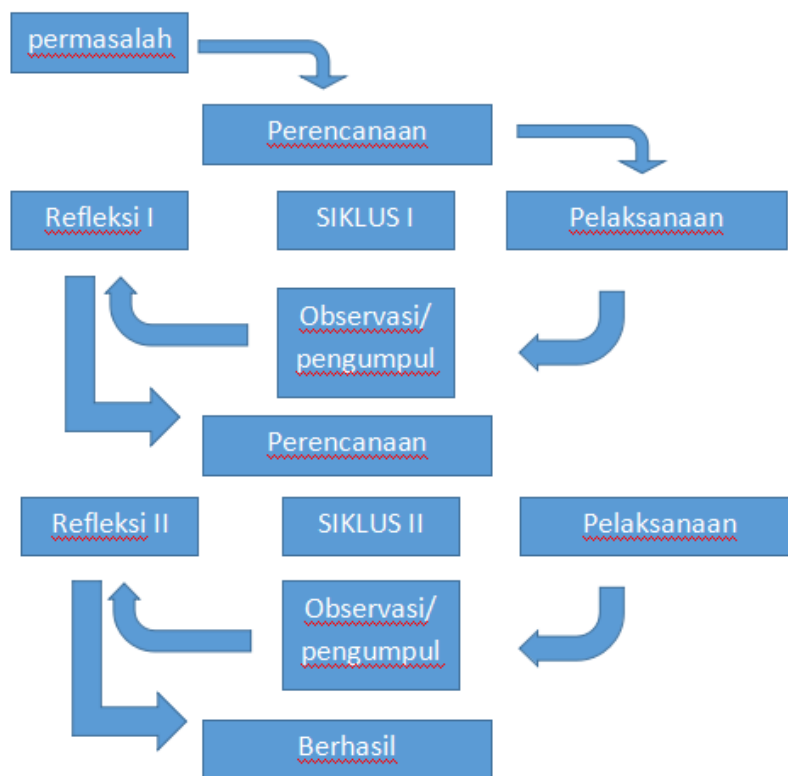 permasalah
Perencanaan
Refleksi I
SIKLUS I
Pelaksanaan
Observasi/
pengumpul
Perencanaan
Refleksi II
SIKLUS II
Pelaksanaan
Observasi/
pengumpul
Berhasil